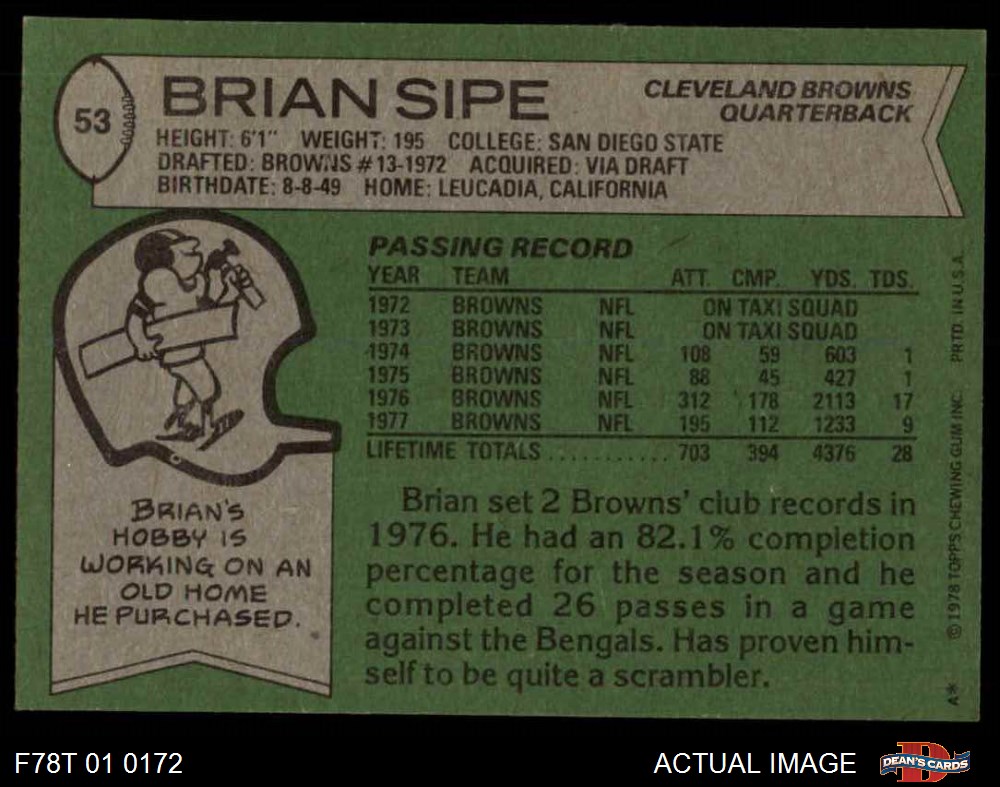 53
BRIAN SIPE
CLEVELAND BROWNS
QUARTERBACK
HEIGHT: 6'1" WEIGHT: 195 COLLEGE: SAN DIEGO STATE
DRAFTED: BROWNS #13-1972 ACQUIRED: VIA DRAFT
BIRTHDATE: 8-8-49 HOME: LEUCADIA, CALIFORNIA
PASSING RECORD
YEAR TEAM ATT. CMP. YDS. TDS.
1972 BROWNS NFL ON TAXI SQUAD
1973 BROWNS NFL ON TAXI SQUAD
1974 BROWNS NFL 108 59 603 1
1975 BROWNS NFL 88 45 427 1
1976 BROWNS NFL 312 178 2113 17
1977 BROWNS NFL 195 112 1233 9
LIFETIME TOTALS ........... 703 394 4376 28
Brian set 2 Browns' club records in
1976. He had an 82.1% completion
percentage for the season and he
completed 26 passes in a game
against the Bengals. Has proven him-
self to be quite a scrambler.
BRIAN'S
HOBBY IS
WORKING ON AN
OLD HOME
HE PURCHASED.
A* © 1978 TOPPS CHEWING GUM INC. PRTD. IN U.S.A.
F78T 01 0172
ACTUAL IMAGE
D
DEAN'S CARDS